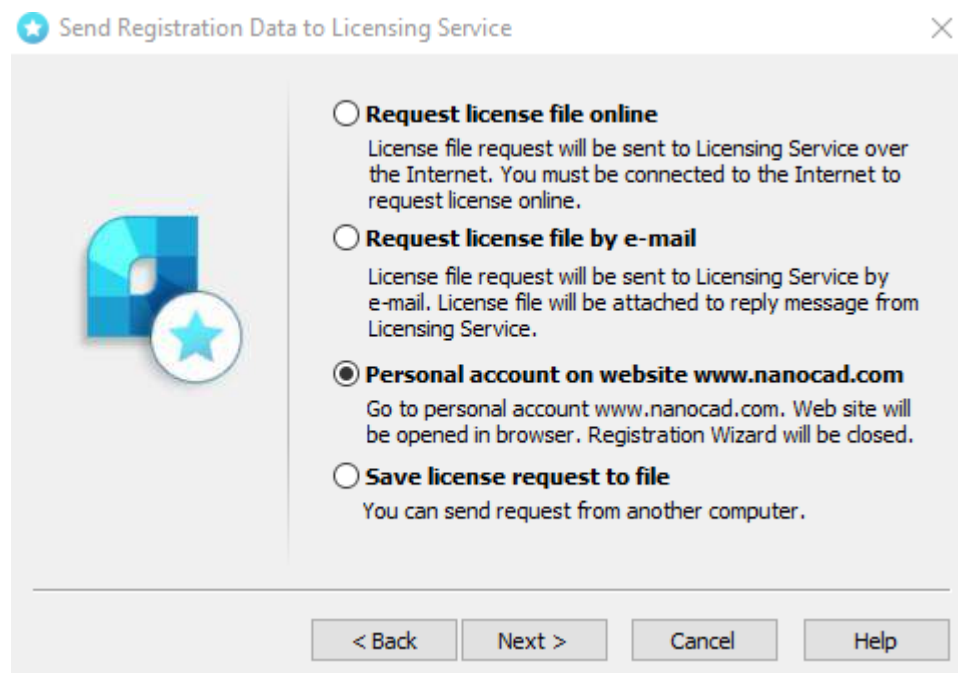 Send Registration Data to Licensing Service
Request license file online
License file request will be sent to Licensing Service over
the Internet. You must be connected to the Internet to
request license online.
Request license file by e-mail
License file request will be sent to Licensing Service by
e-mail. License file will be attached to reply message from
Licensing Service.
Personal account on website www.nanocad.com
Go to personal account www.nanocad.com. Web site will
be opened in browser. Registration Wizard will be closed.
Save license request to file
You can send request from another computer.
< Back Next > Cancel Help